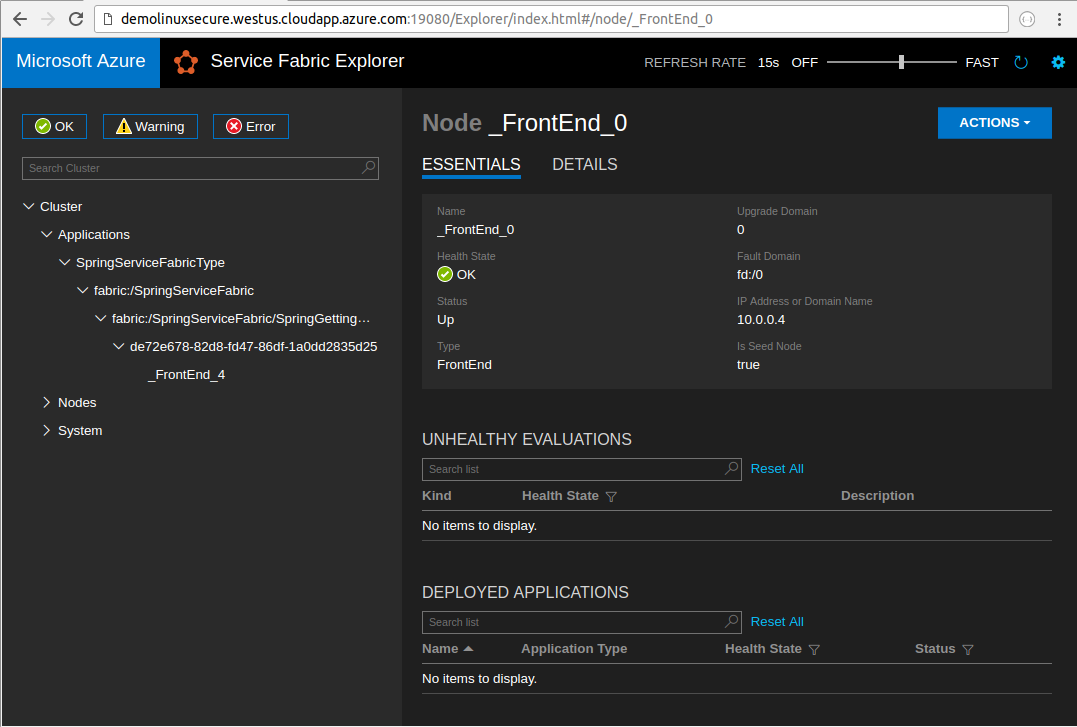 demolinuxsecure.westus.cloudapp.azure.com:19080/Explorer/index.html#/node/_FrontEnd_0
Microsoft Azure Service Fabric Explorer REFRESH RATE 15s OFF FAST
OK Warning Error
Search Cluster
Cluster
Applications
SpringServiceFabricType
fabric:/SpringServiceFabric
fabric:/SpringServiceFabric/SpringGetting...
de72e678-82d8-fd47-86df-1a0dd2835d25
_FrontEnd_4
Nodes
System
Node _FrontEnd_0
ACTIONS
ESSENTIALS DETAILS
Name Upgrade Domain
_FrontEnd_0 0
Health State Fault Domain
OK fd:/0
Status IP Address or Domain Name
Up 10.0.0.4
Type Is Seed Node
FrontEnd true
UNHEALTHY EVALUATIONS
Search list Reset All
Kind Health State Description
No items to display.
DEPLOYED APPLICATIONS
Search list Reset All
Name Application Type Health State Status
No items to display.